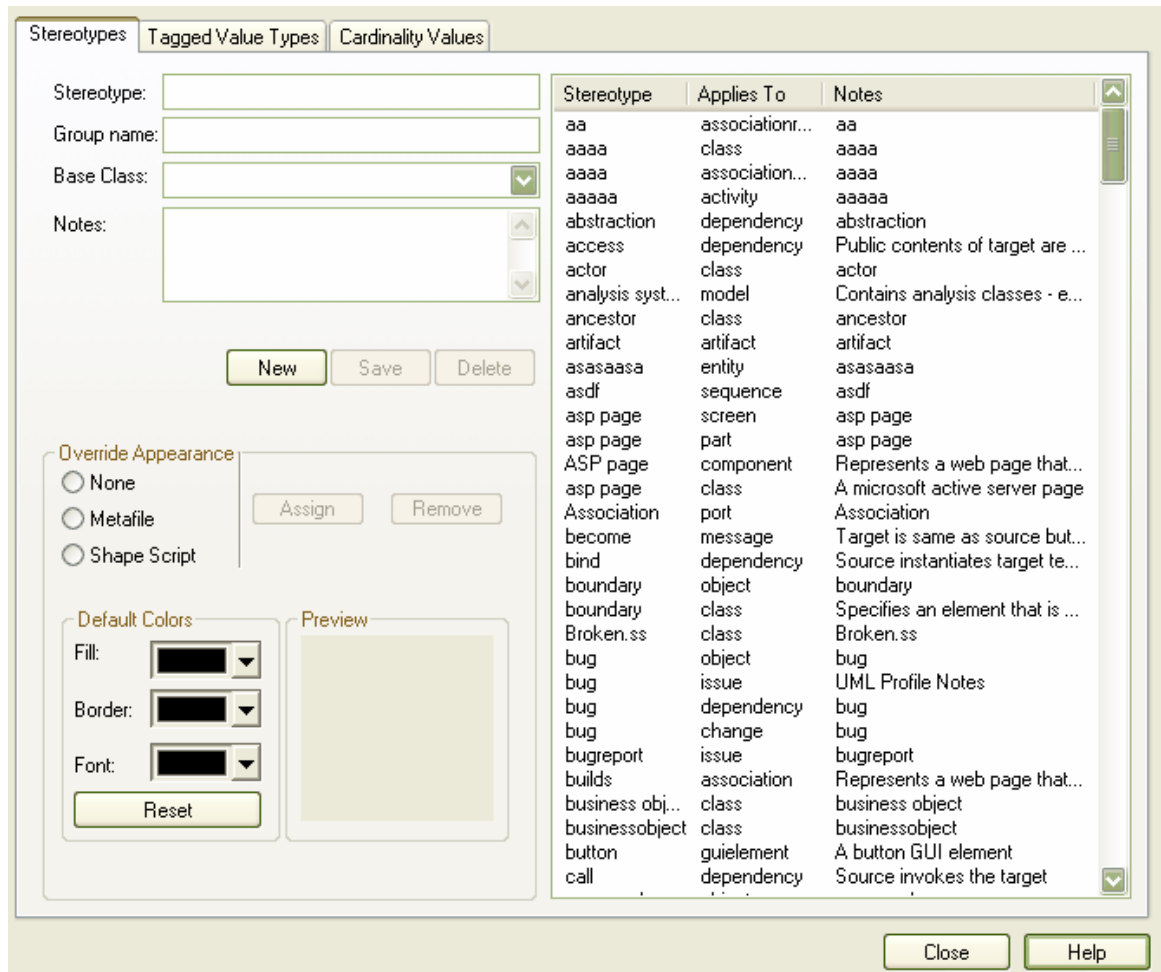 Stereotypes Tagged Value Types Cardinality Values
Stereotype:
Group name:
Base Class:
Notes:
New Save Delete
Override Appearance
None
Metafile
Shape Script
Assign Remove
Default Colors
Fill:
Border:
Font:
Reset
Preview
Stereotype Applies To Notes
aa associationr... aa
aaaa class aaaa
aaaa association... aaaa
aaaaa activity aaaaa
abstraction dependency abstraction
access dependency Public contents of target are ...
actor class actor
analysis syst... model Contains analysis classes - e...
ancestor class ancestor
artifact artifact artifact
asasaasa entity asasaasa
asdf sequence asdf
asp page screen asp page
asp page part asp page
ASP page component Represents a web page that...
asp page class A microsoft active server page
Association port Association
become message Target is same as source but...
bind dependency Source instantiates target te...
boundary object boundary
boundary class Specifies an element that is ...
Broken.ss class Broken.ss
bug object bug
bug issue UML Profile Notes
bug dependency bug
bug change bug
bugreport issue bugreport
builds association Represents a web page that...
business obj... class business object
businessobject class businessobject
button guielement A button GUI element
call dependency Source invokes the target
Close Help